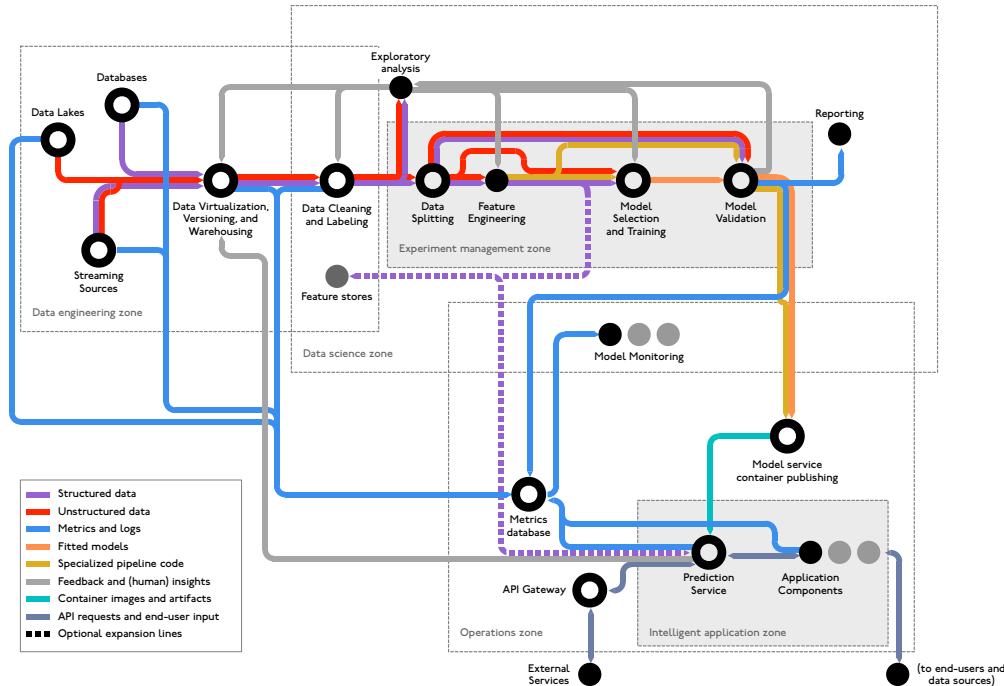 Exploratory
analysis
Databases
Data Lakes
Reporting
Data Virtualization,
Versioning, and
Warehousing
Data Cleaning
and Labeling
Data
Splitting
Feature
Engineering
Model
Selection
and Training
Model
Validation
Experiment management zone
Streaming
Sources
Feature stores
Data engineering zone
Data science zone
Model Monitoring
Model service
container publishing
Metrics
database
Prediction
Service
Application
Components
API Gateway
Operations zone
Intelligent application zone
External
Services
(to end-users and
data sources)
Structured data
Unstructured data
Metrics and logs
Fitted models
Specialized pipeline code
Feedback and (human) insights
Container images and artifacts
API requests and end-user input
Optional expansion lines